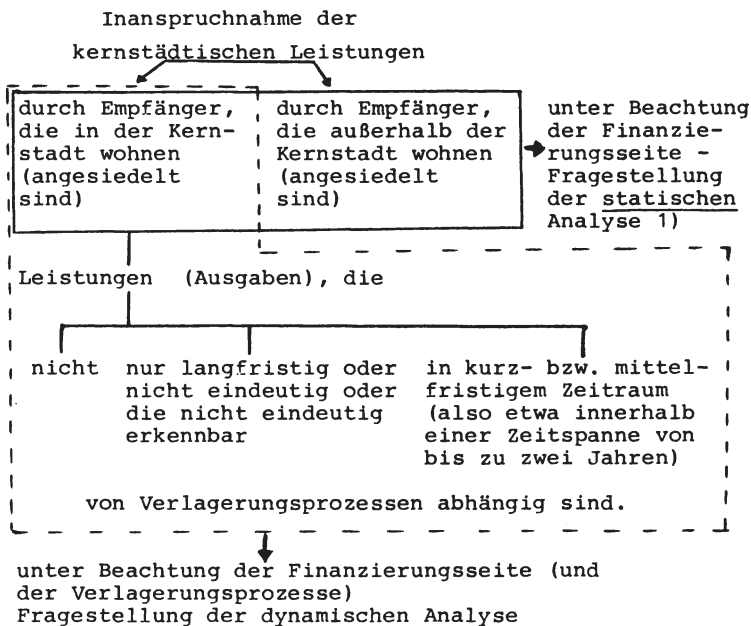 Inanspruchnahme der
kernstädtischen Leistungen
durch Empfänger,
die in der Kern-
stadt wohnen
(angesiedelt
sind)
durch Empfänger,
die außerhalb der
Kernstadt wohnen
(angesiedelt
sind)
unter Beachtung
der Finanzie-
rungsseite -
Fragestellung
der statischen
Analyse 1)
Leistungen (Ausgaben), die
nicht
nur langfristig oder
nicht eindeutig oder
die nicht eindeutig
erkennbar
in kurz- bzw. mittel-
fristigem Zeitraum
(also etwa innerhalb
einer Zeitspanne von
bis zu zwei Jahren)
von Verlagerungsprozessen abhängig sind.
unter Beachtung der Finanzierungsseite (und
der Verlagerungsprozesse)
Fragestellung der dynamischen Analyse